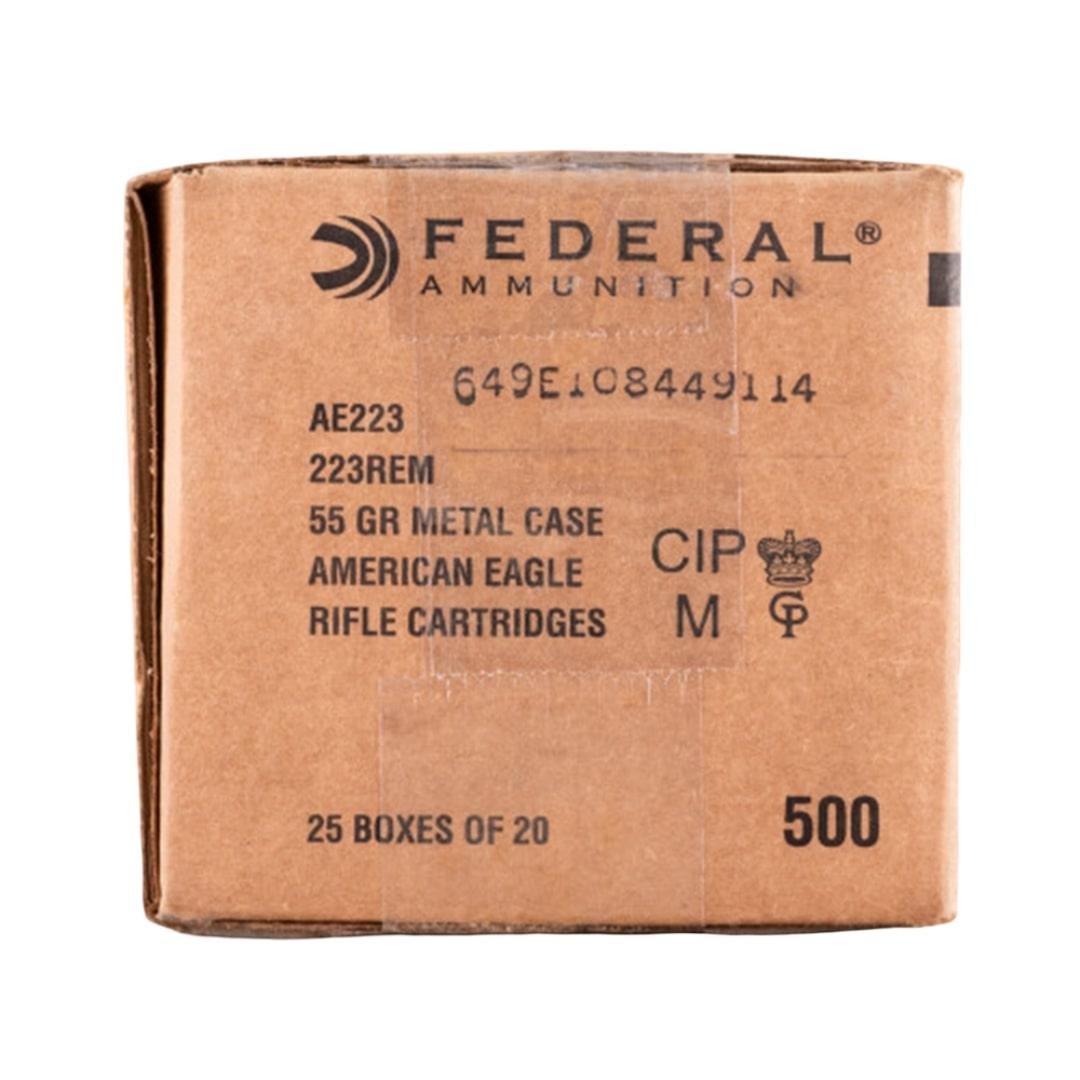 FEDERAL®
AMMUNITION
649E108449114
AE223
223REM
55 GR METAL CASE
AMERICAN EAGLE
RIFLE CARTRIDGES
CIP
M GP
25 BOXES OF 20
500